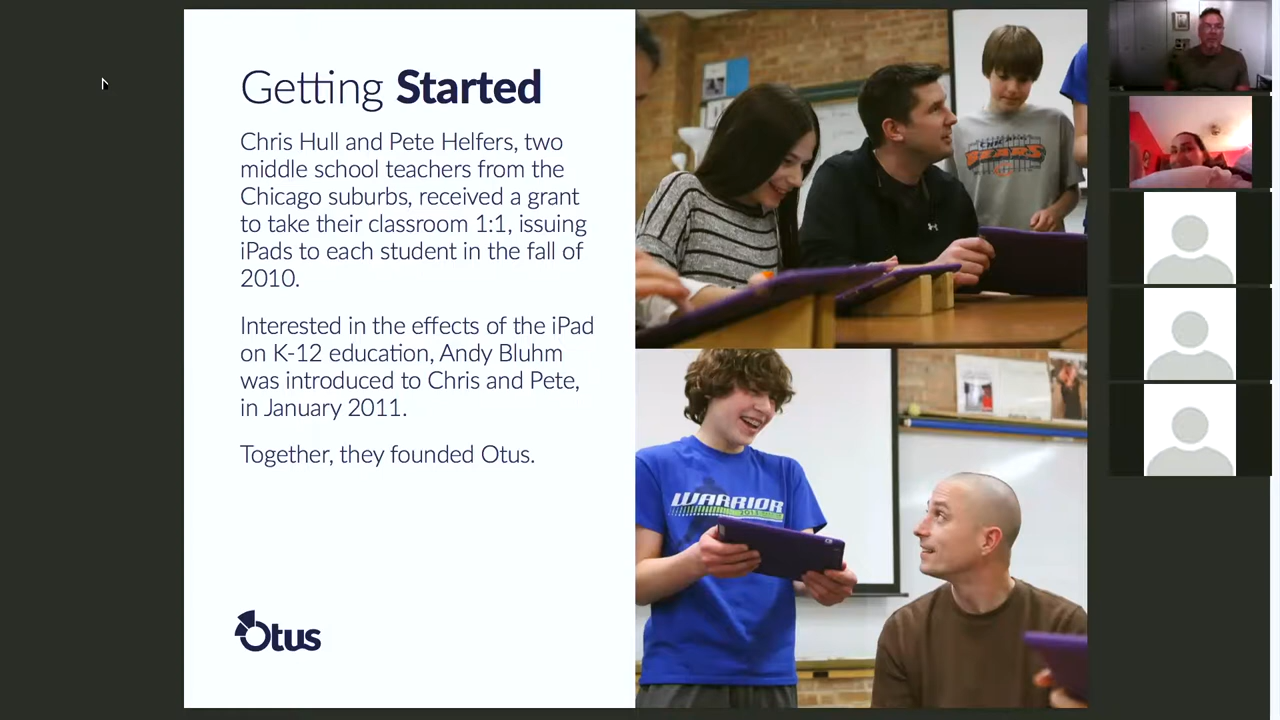 Getting Started
Chris Hull and Pete Helfers, two
middle school teachers from the
Chicago suburbs, received a grant
to take their classroom 1:1, issuing
iPads to each student in the fall of
2010.
Interested in the effects of the iPad
on K-12 education, Andy Bluhm
was introduced to Chris and Pete,
in January 2011.
Together, they founded Otus.
Otus
BEARS
WARRIOR